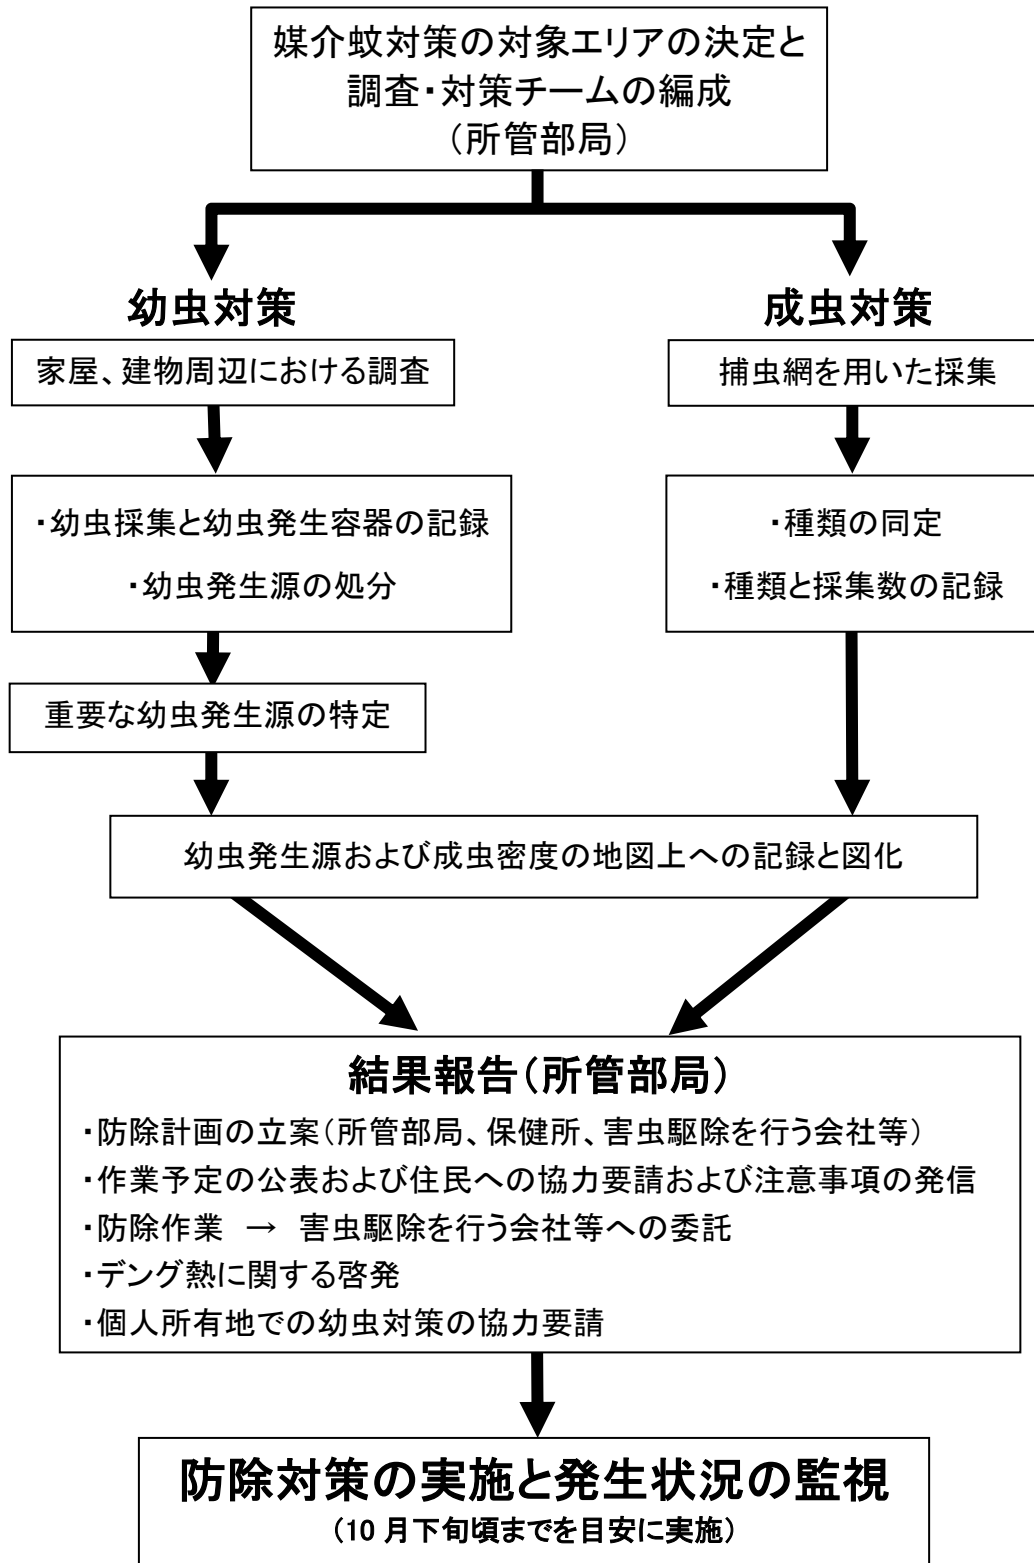 媒介蚊対策の対象エリアの決定と
調査・対策チームの編成
（所管部局）
幼虫対策
成虫対策
家屋、建物周辺における調査
捕虫網を用いた採集
・幼虫採集と幼虫発生容器の記録
・幼虫発生源の処分
・種類の同定
・種類と採集数の記録
重要な幼虫発生源の特定
幼虫発生源および成虫密度の地図上への記録と図化
結果報告（所管部局）
・防除計画の立案（所管部局、保健所、害虫駆除を行う会社等）
・作業予定の公表および住民への協力要請および注意事項の発信
・防除作業 → 害虫駆除を行う会社等への委託
・デング熱に関する啓発
・個人所有地での幼虫対策の協力要請
防除対策の実施と発生状況の監視
（10 月下旬頃までを目安に実施）